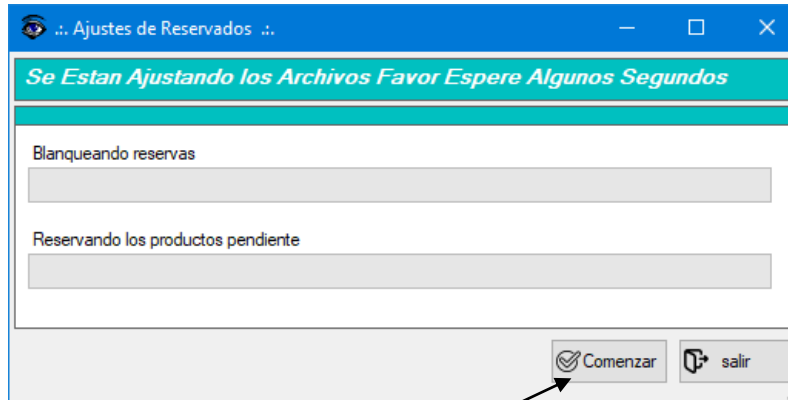 .:. Ajustes de Reservados .:.
Se Estan Ajustando los Archivos Favor Espere Algunos Segundos
Blanqueando reservas
Reservando los productos pendiente
Comenzar
salir